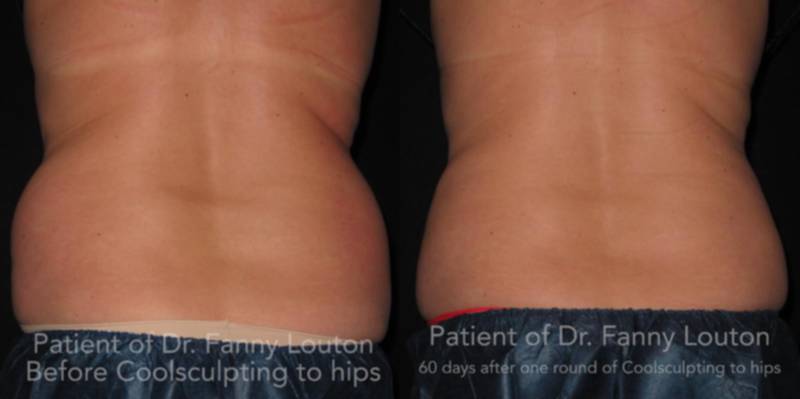 Patient of Dr. Fanny Louton
Before Coolsculpting to hips
Patient of Dr. Fanny Louton
60 days after one round of Coolsculpting to hips